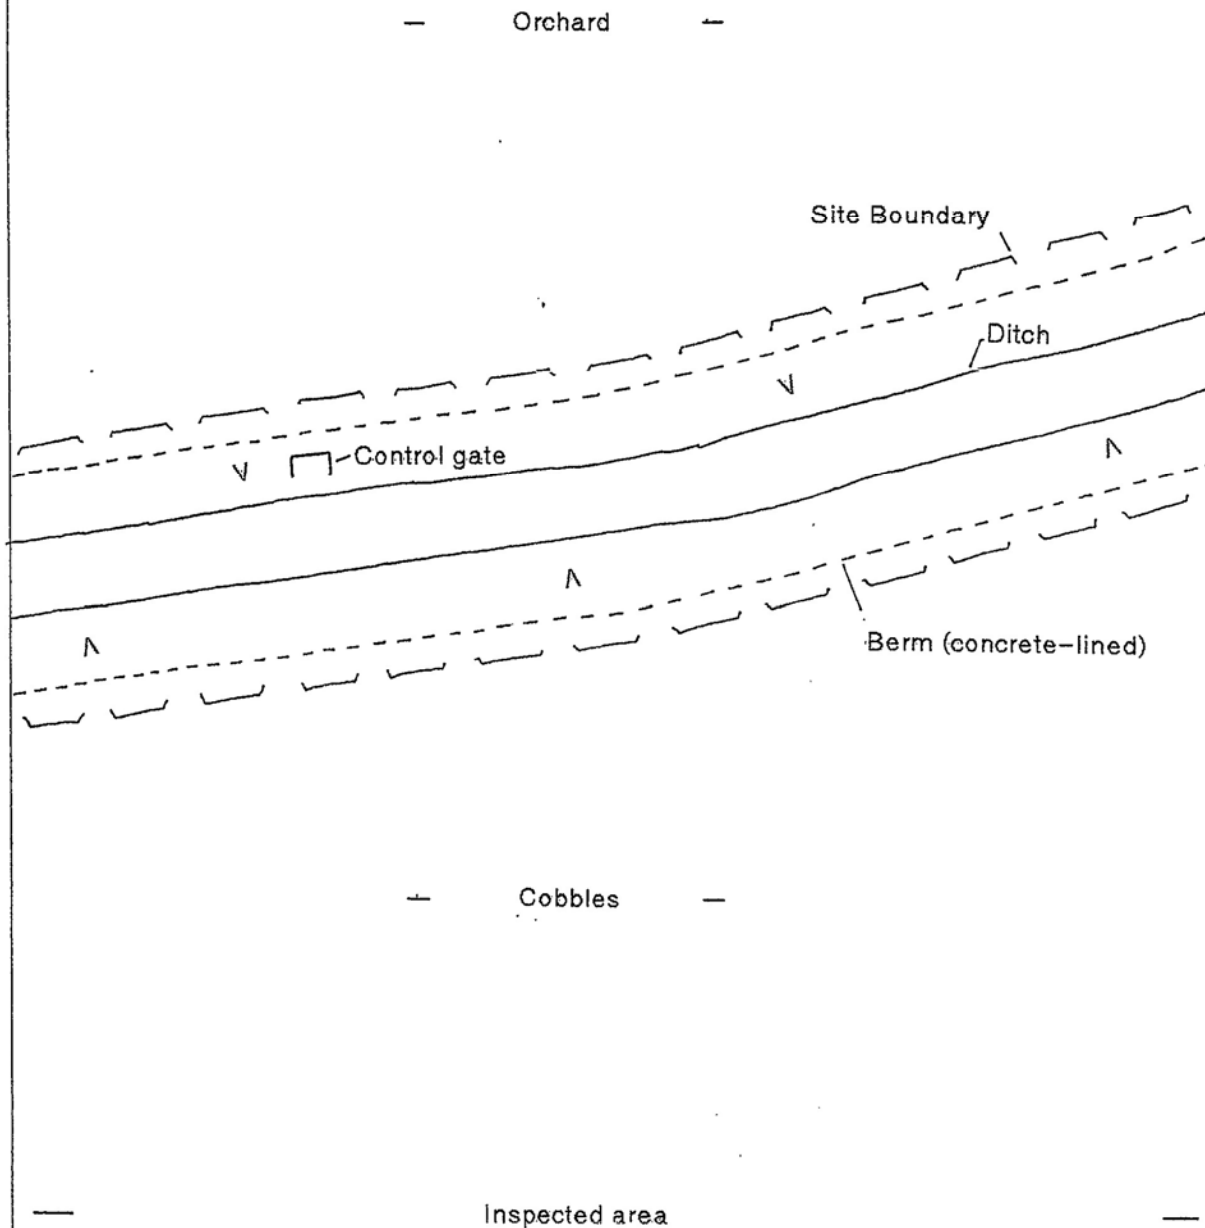 Orchard
Site Boundary
Ditch
Control gate
Berm (concrete-lined)
Cobbles
Inspected area